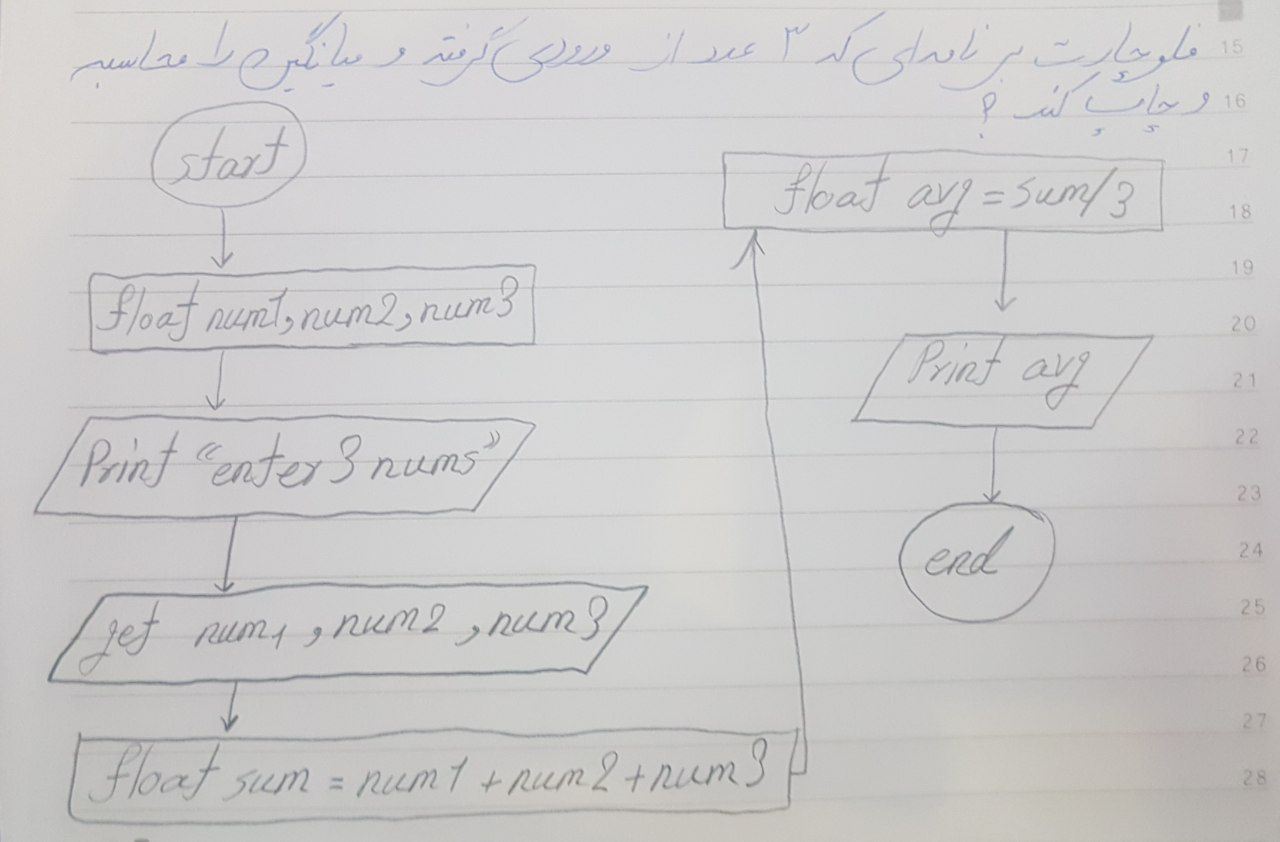 فلوچارت برنامه‌ای که ۳ عدد از ورودی گرفته و میانگین را محاسبه
و چاپ کند ؟
start
float num1, num2, num3
Print "enter 3 nums"
get num1, num2, num3
float sum = num1 + num2 + num3
float avg = sum/3
Print avg
end
15
16
17
18
19
20
21
22
23
24
25
26
27
28